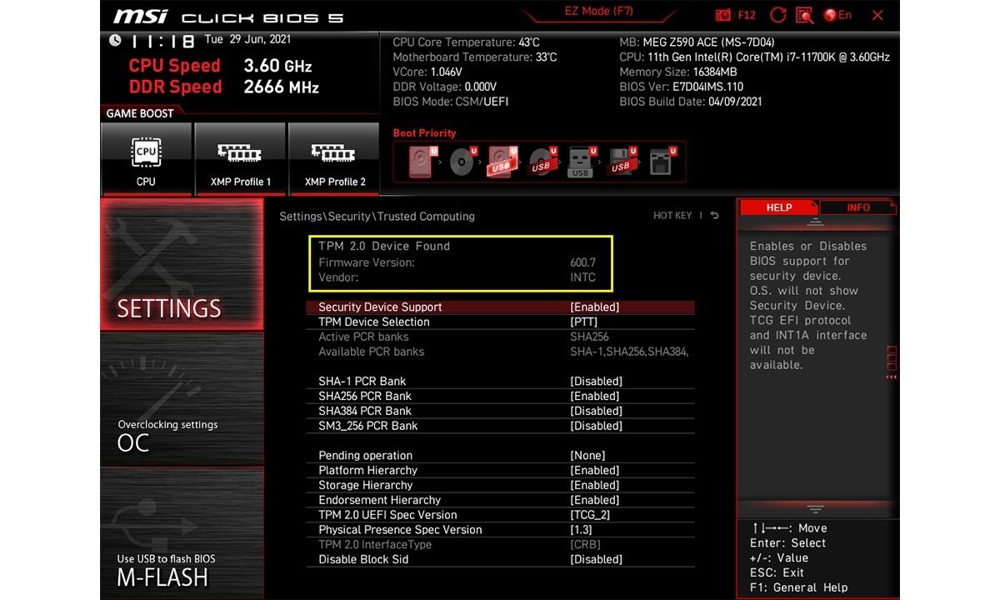 msi CLICK BIOS 5
EZ Mode (F7)
: F12
En
11:18 Tue 29 Jun, 2021
CPU Speed 3.60 GHz
DDR Speed 2666 MHz
GAME BOOST
CPU
CPU
XMP Profile 1
XMP Profile 2
CPU Core Temperature: 43°C
Motherboard Temperature: 33°C
VCore: 1.046V
DDR Voltage: 0.000V
BIOS Mode: CSM/UEFI
MB: MEG Z590 ACE (MS-7D04)
CPU: 11th Gen Intel(R) Core(TM) i7-11700K @ 3.60GHz
Memory Size: 16384MB
BIOS Ver: E7D04IMS.110
BIOS Build Date: 04/09/2021
Boot Priority
U U U U U U U
USB USB USB USB
SETTINGS
Overclocking settings
OC
Use USB to flash BIOS
M-FLASH
Settings\Security\Trusted Computing
HOT KEY |
TPM 2.0 Device Found
Firmware Version: 600.7
Vendor: INTC
Security Device Support [Enabled]
TPM Device Selection [PTT]
Active PCR banks SHA256
Available PCR banks SHA-1,SHA256,SHA384,
SHA-1 PCR Bank [Disabled]
SHA256 PCR Bank [Enabled]
SHA384 PCR Bank [Disabled]
SM3_256 PCR Bank [Disabled]
Pending operation [None]
Platform Hierarchy [Enabled]
Storage Hierarchy [Enabled]
Endorsement Hierarchy [Enabled]
TPM 2.0 UEFI Spec Version [TCG_2]
Physical Presence Spec Version [1.3]
TPM 2.0 InterfaceType [CRB]
Disable Block Sid [Disabled]
HELP
INFO
Enables or Disables
BIOS support for
security device.
O.S. will not show
Security Device.
TCG EFI protocol
and INT1A interface
will not be
available.
↑↓→←: Move
Enter: Select
+/-: Value
ESC: Exit
F1: General Help